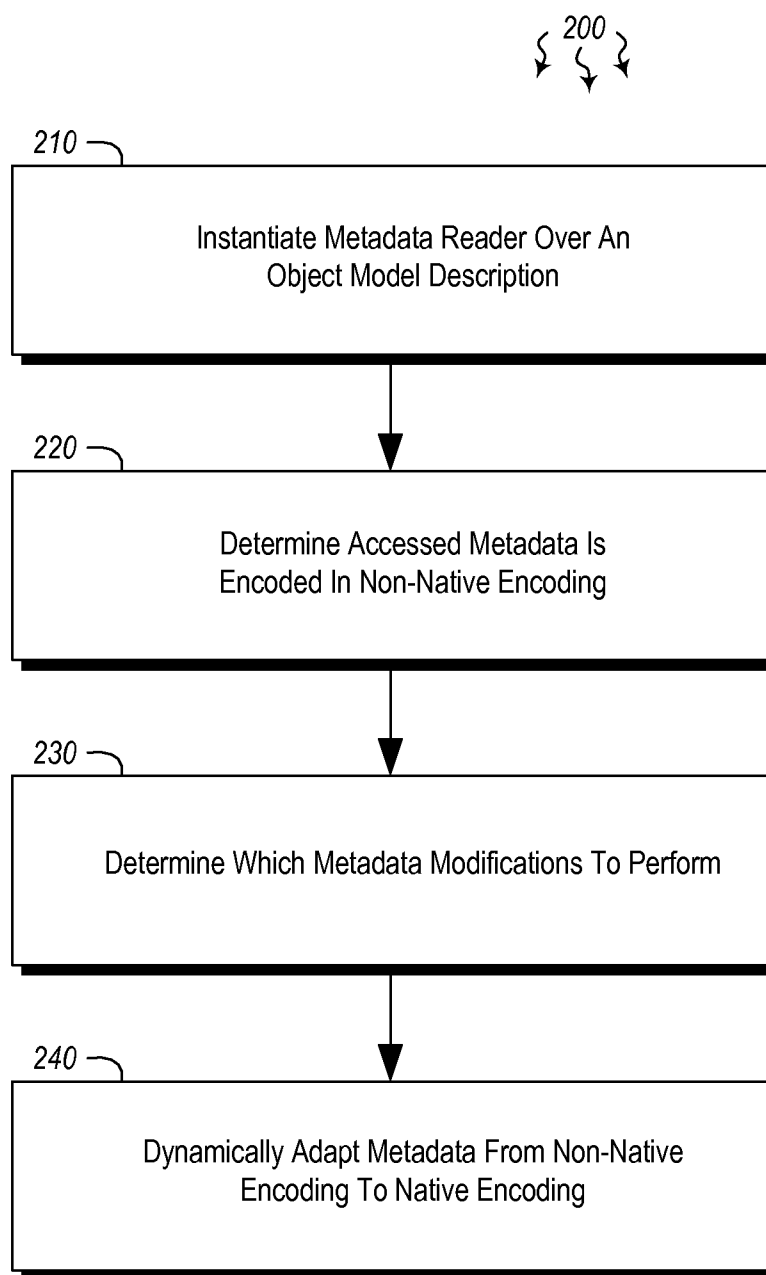 200
210
Instantiate Metadata Reader Over An
Object Model Description
220
Determine Accessed Metadata Is
Encoded In Non-Native Encoding
230
Determine Which Metadata Modifications To Perform
240
Dynamically Adapt Metadata From Non-Native
Encoding To Native Encoding